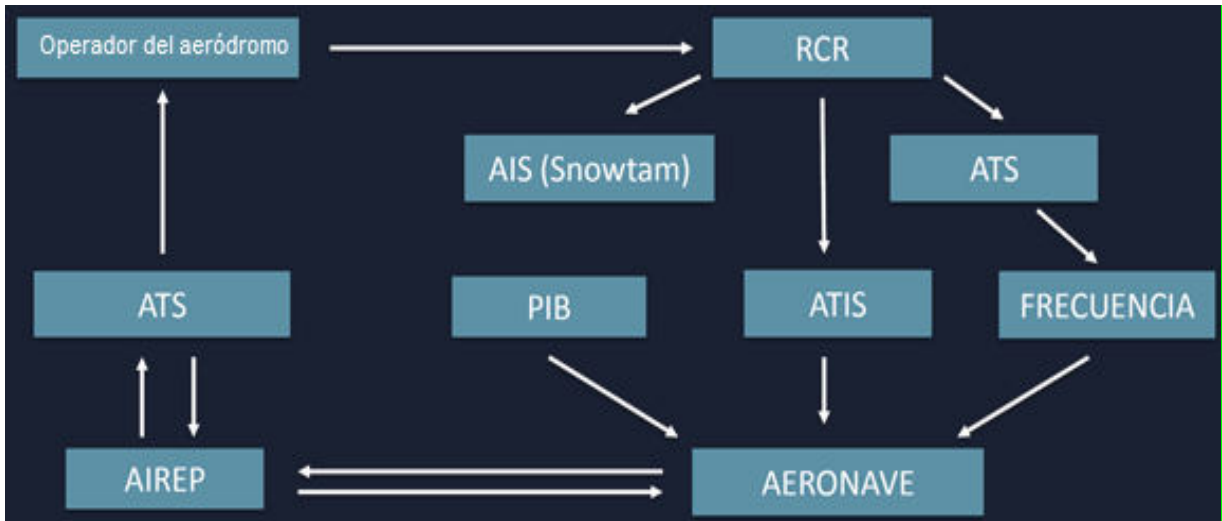 Operador del aeródromo
RCR
AIS (Snowtam)
ATS
ATS
PIB
ATIS
FRECUENCIA
AIREP
AERONAVE